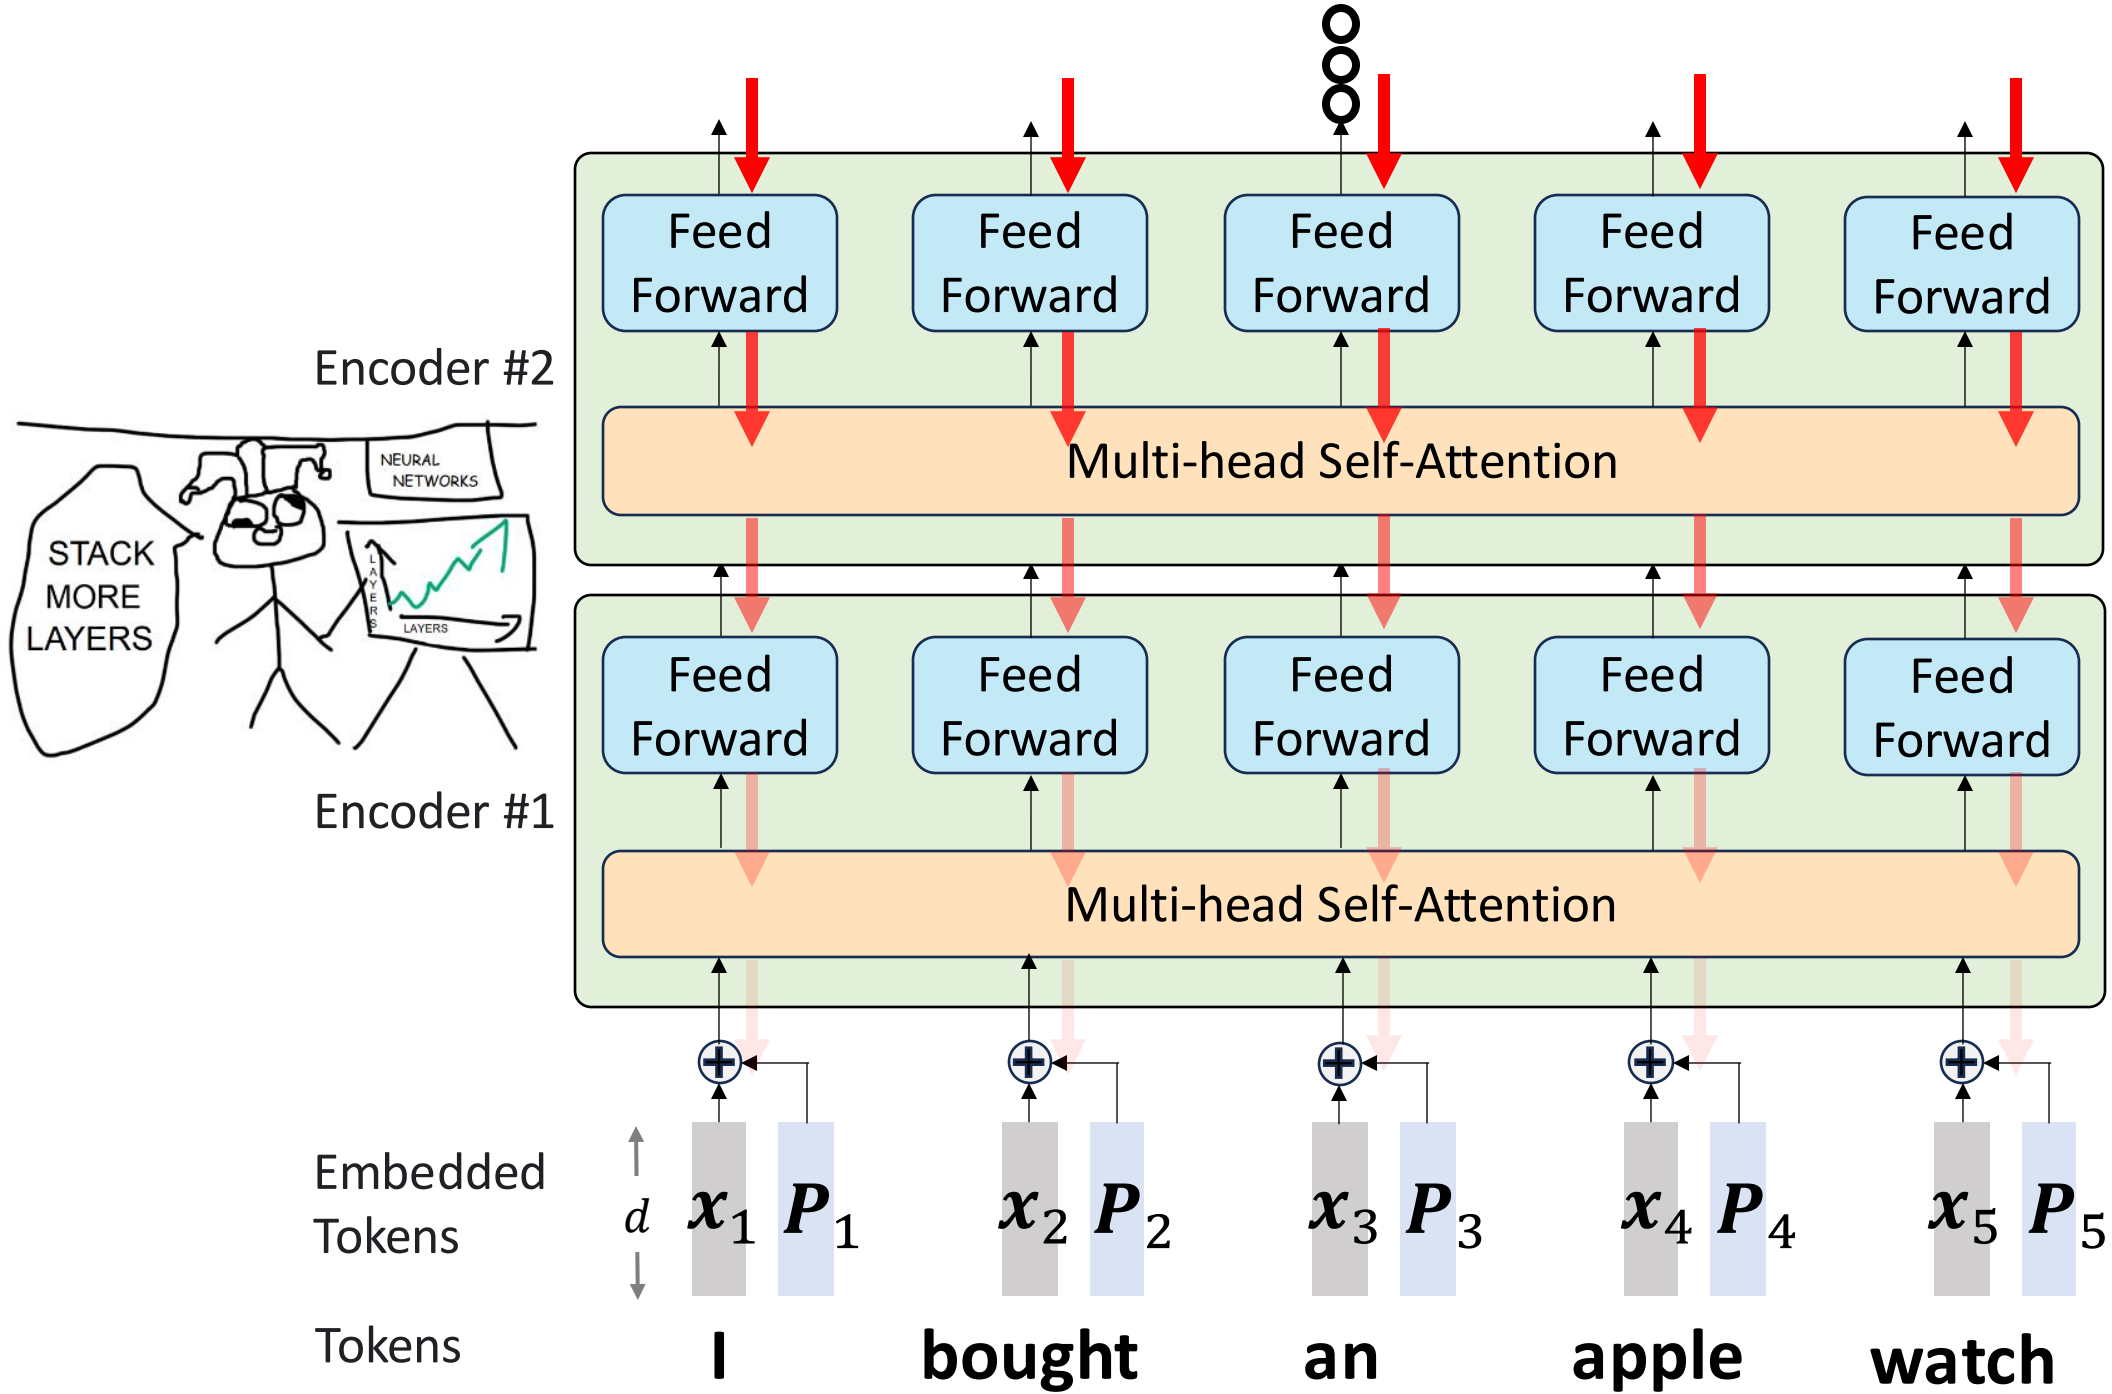 Feed Feed Feed Feed Feed
Forward Forward Forward Forward Forward
Encoder #2
Multi-head Self-Attention
NEURAL
NETWORKS
STACK
MORE
LAYERS
LAYERS
LAYERS
Feed Feed Feed Feed Feed
Forward Forward Forward Forward Forward
Encoder #1
Multi-head Self-Attention
Embedded
Tokens
d
x₁ P₁ x₂ P₂ x₃ P₃ x₄ P₄ x₅ P₅
Tokens I bought an apple watch